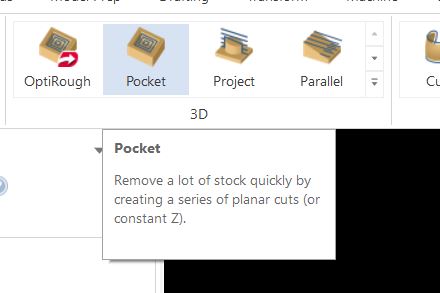 OptiRough Pocket Project Parallel
3D
Pocket
Remove a lot of stock quickly by
creating a series of planar cuts (or
constant Z).